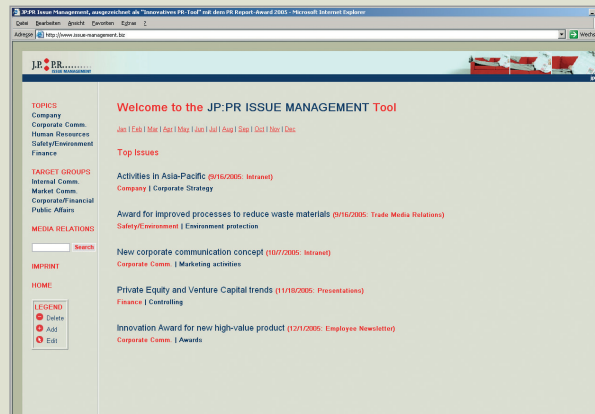 JP:PR Issue Management, ausgezeichnet als "Innovatives PR-Tool" mit dem PR Report-Award 2005 - Microsoft Internet Explorer
Datei Bearbeiten Ansicht Favoriten Extras ?
Adresse http://www.issue-management.biz Wechs
J.P. P.R..........
ISSUE MANAGEMENT
TOPICS
Company
Corporate Comm.
Human Resources
Safety/Environment
Finance
TARGET GROUPS
Internal Comm.
Market Comm.
Corporate/Financial
Public Affairs
MEDIA RELATIONS
Search
IMPRINT
HOME
LEGEND
Delete
Add
Edit
Welcome to the JP:PR ISSUE MANAGEMENT Tool
Jan | Feb | Mar | Apr | May | Jun | Jul | Aug | Sep | Oct | Nov | Dec
Top Issues
Activities in Asia-Pacific (9/16/2005: Intranet)
Company | Corporate Strategy
Award for improved processes to reduce waste materials (9/16/2005: Trade Media Relations)
Safety/Environment | Environment protection
New corporate communication concept (10/7/2005: Intranet)
Corporate Comm. | Marketing activities
Private Equity and Venture Capital trends (11/18/2005: Presentations)
Finance | Controlling
Innovation Award for new high-value product (12/1/2005: Employee Newsletter)
Corporate Comm. | Awards